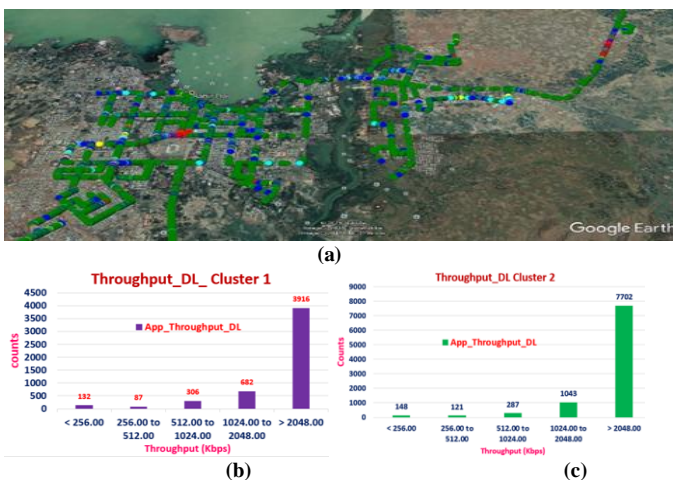 Google Earth
(a)
Throughput_DL_ Cluster 1
counts
4500
4000
3500
3000
2500
2000
1500
1000
500
0
App_Throughput_DL
132
87
306
682
3916
< 256.00
256.00 to
512.00
512.00 to
1024.00
1024.00 to
2048.00
> 2048.00
Throughput (Kbps)
(b)
Throughput_DL Cluster 2
Counts
9000
8000
7000
6000
5000
4000
3000
2000
1000
0
App_Throughput_DL
148
121
287
1043
7702
< 256.00
256.00 to
512.00
512.00 to
1024.00
1024.00 to
2048.00
> 2048.00
Throughput (Kbps)
(c)